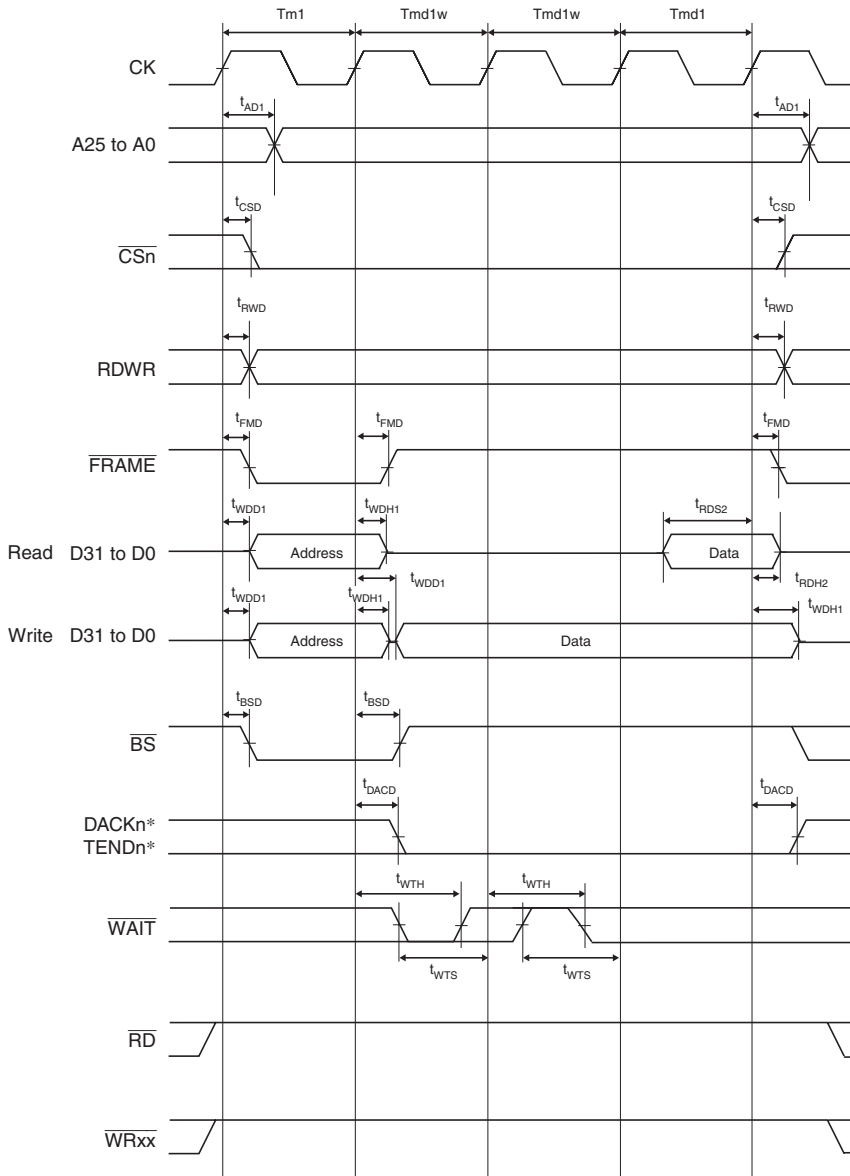 Tm1 Tmd1w Tmd1w Tmd1
CK
tAD1 tAD1
A25 to A0
tCSD tCSD
CSn
tRWD tRWD
RDWR
tFMD tFMD tFMD
FRAME
tWDD1 tWDH1 tRDS2
Read D31 to D0 Address Data
tWDD1 tRDH2
tWDD1 tWDH1 tWDH1
Write D31 to D0 Address Data
tBSD tBSD
BS
tDACD tDACD
DACKn*
TENDn*
tWTH tWTH
WAIT
tWTS tWTS
RD
WRxx